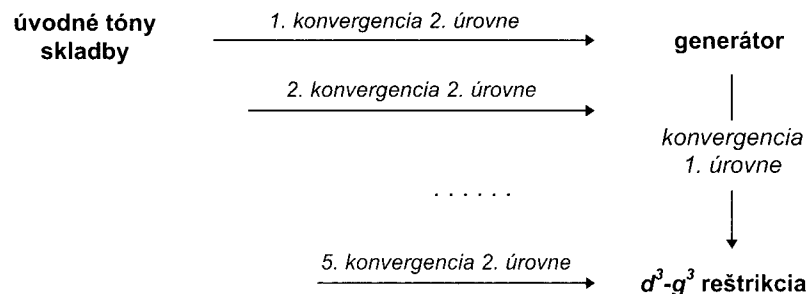 úvodné tóny
skladby
1. konvergencia 2. úrovne
generátor
2. konvergencia 2. úrovne
konvergencia
1. úrovne
. . . . . .
5. konvergencia 2. úrovne
d³-g³ reštrikcia